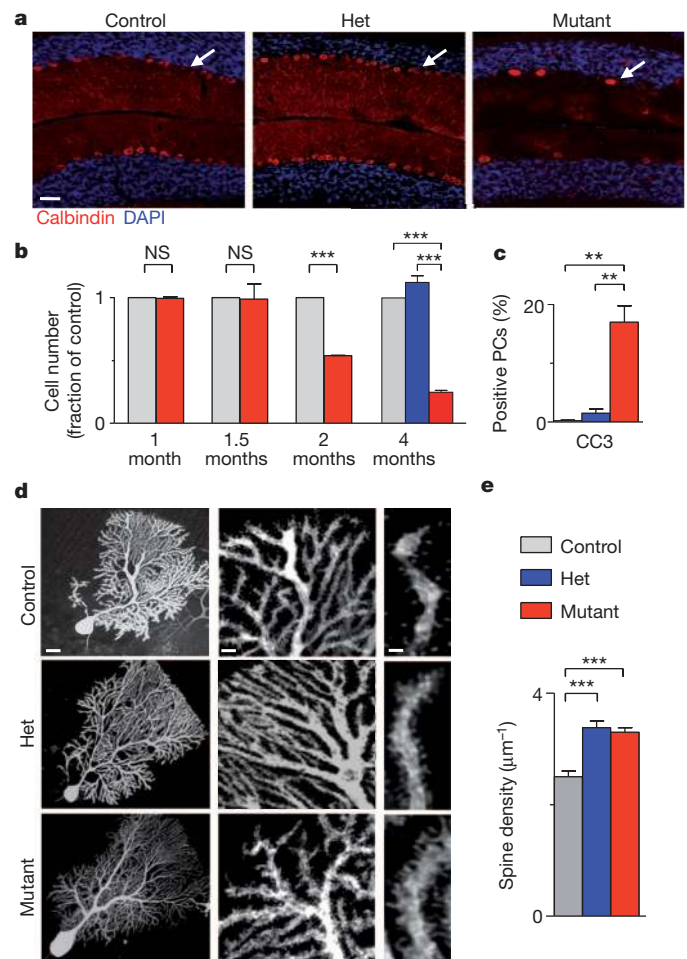 a
Control Het Mutant
Calbindin DAPI
b
NS NS *** *** ***
Cell number
(fraction of control)
1
0
1
month
1.5
months
2
months
4
months
c
** **
Positive PCs (%)
20
0
CC3
d
Control
Het
Mutant
e
Control
Het
Mutant
*** ***
Spine density (μm⁻¹)
4
0